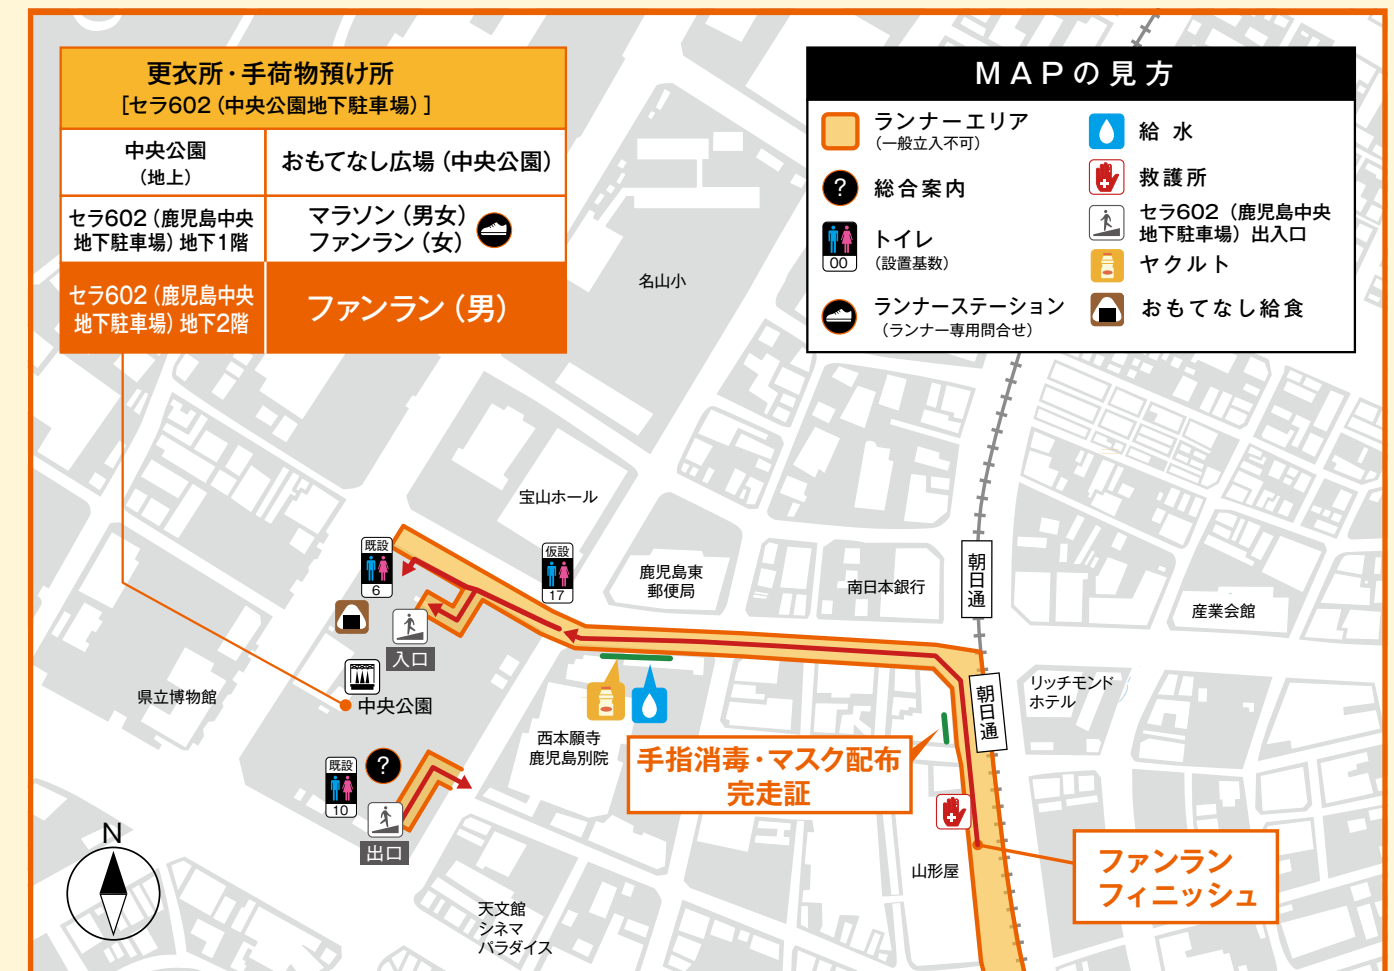 更衣所・手荷物預け所
［セラ602（中央公園地下駐車場）］
中央公園
（地上）
おもてなし広場（中央公園）
セラ602（鹿児島中央
地下駐車場）地下1階
マラソン（男女）
ファンラン（女）
セラ602（鹿児島中央
地下駐車場）地下2階
ファンラン（男）
MAPの見方
ランナーエリア
（一般立入不可）
?
総合案内
00
トイレ
（設置基数）
ランナーステーション
（ランナー専用問合せ）
給水
救護所
セラ602（鹿児島中央
地下駐車場）出入口
ヤクルト
おもてなし給食
名山小
宝山ホール
既設
6
仮設
17
鹿児島東
郵便局
南日本銀行
朝日通
産業会館
入口
県立博物館
中央公園
朝日通
リッチモンド
ホテル
西本願寺
鹿児島別院
手指消毒・マスク配布
完走証
既設
10
?
出口
N
山形屋
ファンラン
フィニッシュ
天文館
シネマ
パラダイス